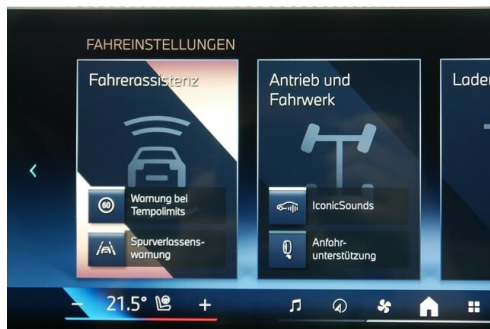 FAHREINSTELLUNGEN
Fahrerassistenz
Antrieb und
Fahrwerk
Lade
60
Warnung bei
Tempolimits
IconicSounds
Spurverlassens-
warnung
Anfahr-
unterstützung
- 21.5° +